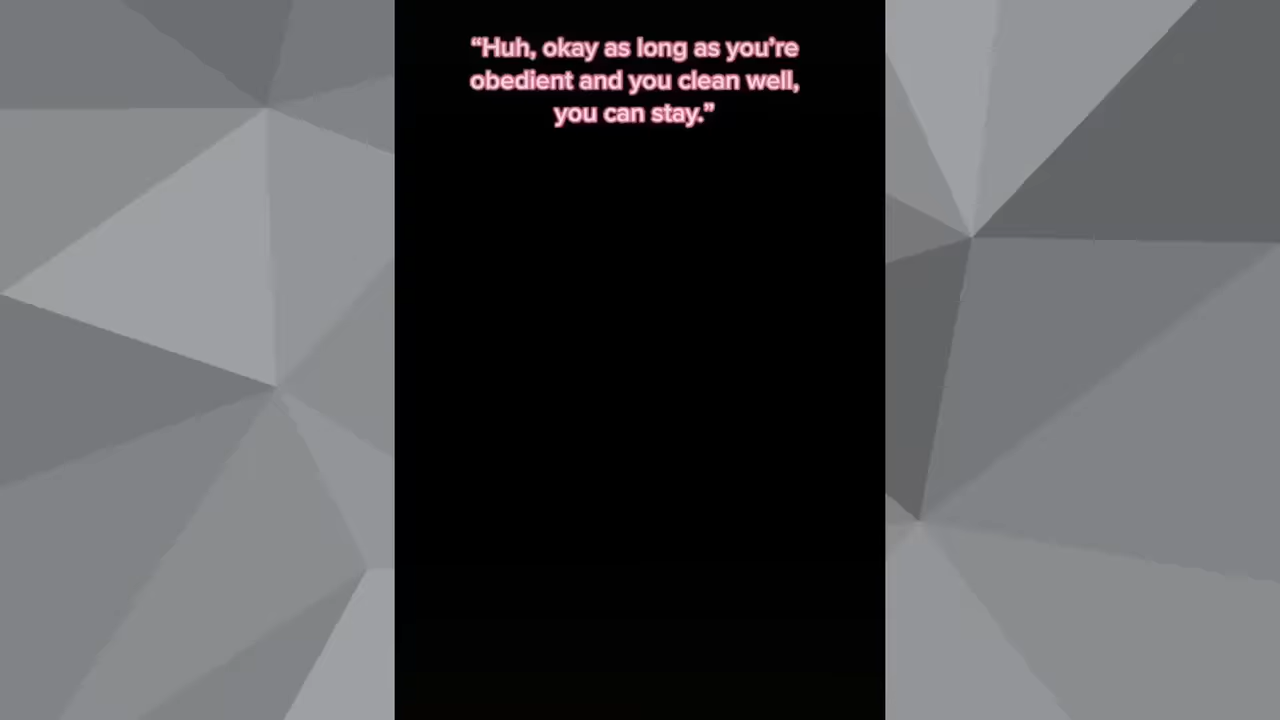 “Huh, okay as long as you’re
obedient and you clean well,
you can stay.”